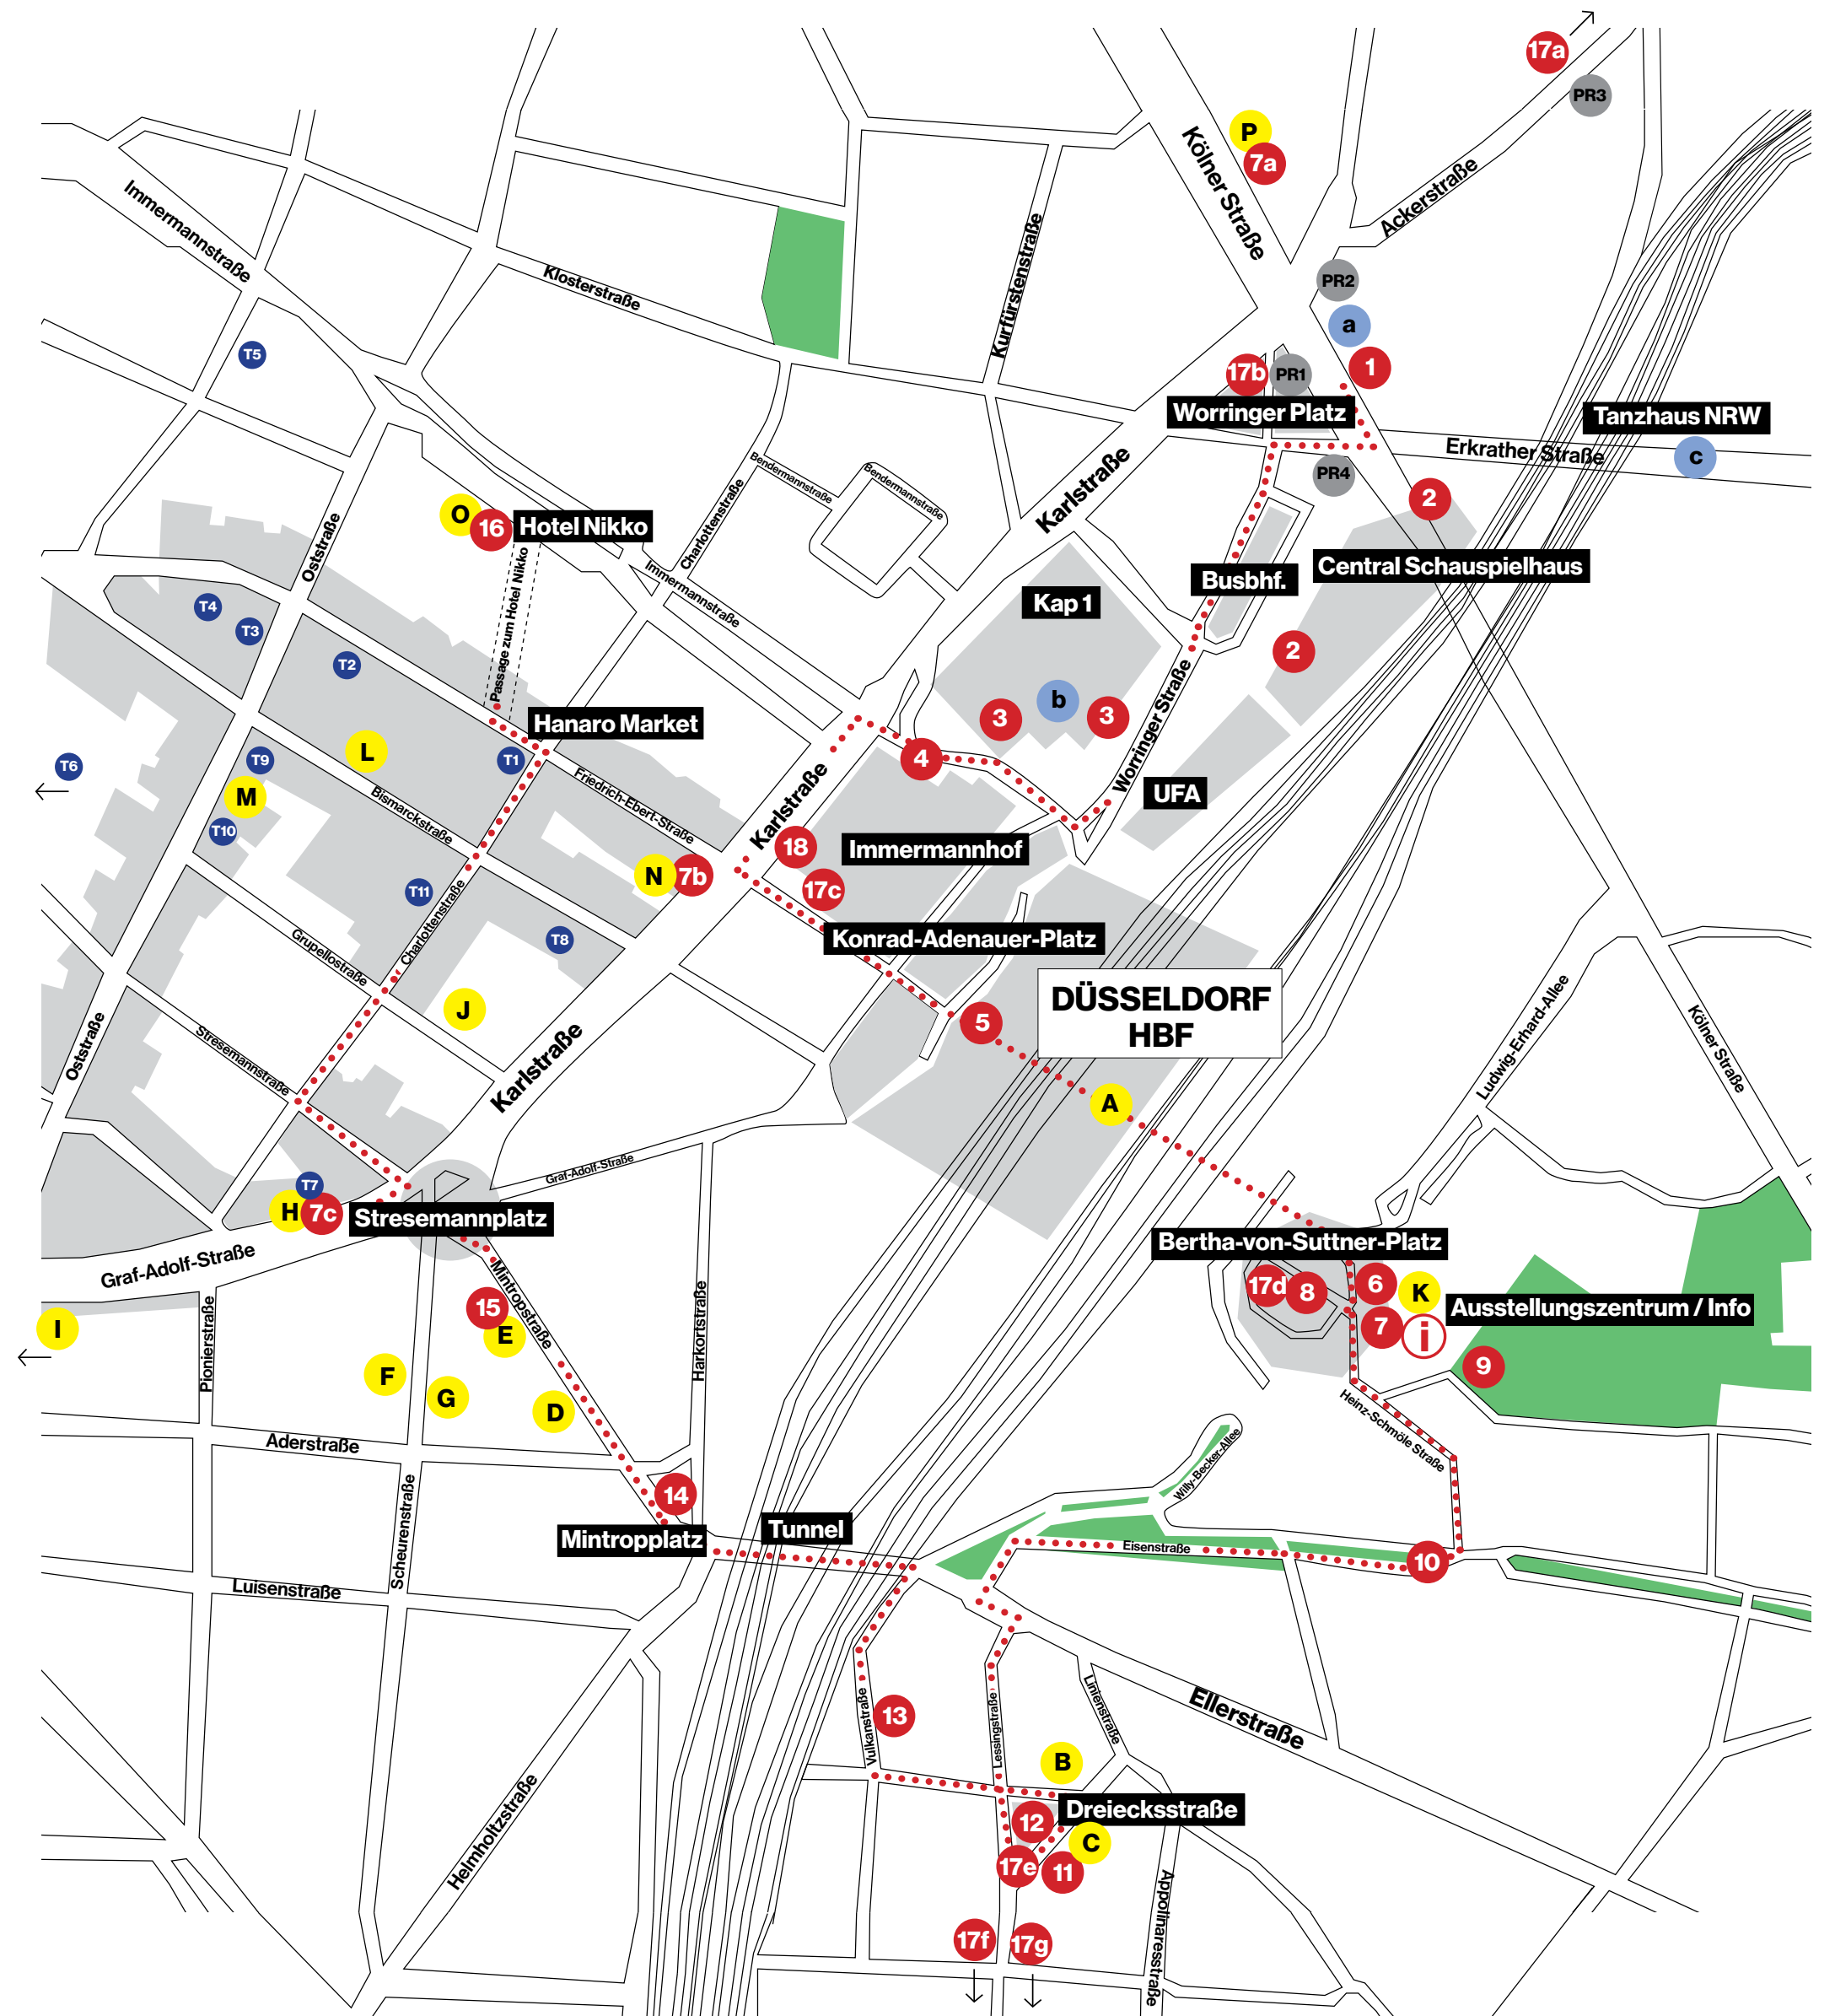 17a
PR3
P
7a
Kölner Straße
Ackerstraße
Immermannstraße
Klosterstraße
Kurfürstenstraße
PR2
a
1
T5
17b
PR1
Worringer Platz
Tanzhaus NRW
Erkrather Straße
c
PR4
2
Bendermannstraße
Bendermannstraße
Karlstraße
Charlottenstraße
Oststraße
O
16
Hotel Nikko
Passage zum Hotel Nikko
Immermannstraße
Central Schauspielhaus
Busbhf.
Kap 1
T4
T3
T2
2
b
3
3
Worringer Straße
Hanaro Market
L
T9
T1
T6
M
T10
4
Karlstraße
Friedrich-Ebert-Straße
Bismarckstraße
UFA
18
Immermannhof
N
7b
17c
T11
Charlottenstraße
T8
Konrad-Adenauer-Platz
Grupellostraße
J
5
DÜSSELDORF
HBF
Ludwig-Erhard-Allee
Kölner Straße
Oststraße
Stresemannstraße
Karlstraße
A
Graf-Adolf-Straße
T7
H
7c
Stresemannplatz
Graf-Adolf-Straße
Bertha-von-Suttner-Platz
17d
8
6
K
7
i
Ausstellungszentrum / Info
9
I
Pionierstraße
15
E
Mintropstraße
Harkortstraße
F
G
D
Heinz-Schmöle Straße
Aderstraße
Willy-Becker-Allee
14
Scheurenstraße
Mintropplatz
Tunnel
Eisenstraße
10
Luisenstraße
Vulkanstraße
13
Lessingstraße
Linienstraße
Ellerstraße
B
Dreiecksstraße
12
C
17e
11
Helmholtzstraße
Appolinaresstraße
17f
17g